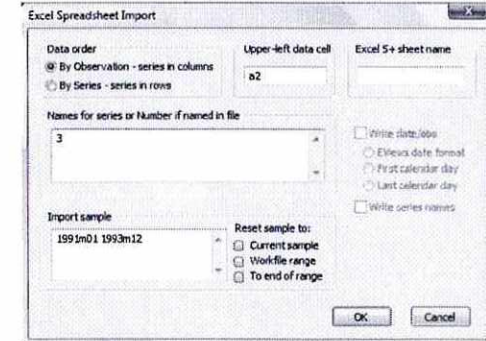 Excel Spreadsheet Import
Data order
By Observation - series in columns
By Series - series in rows
Upper-left data cell
a2
Excel 5+ sheet name
Names for series or Number if named in file
3
Write date/obs
EViews date format
First calendar day
Last calendar day
Write series names
Import sample
1991m01 1993m12
Reset sample to:
Current sample
Workfile range
To end of range
OK
Cancel